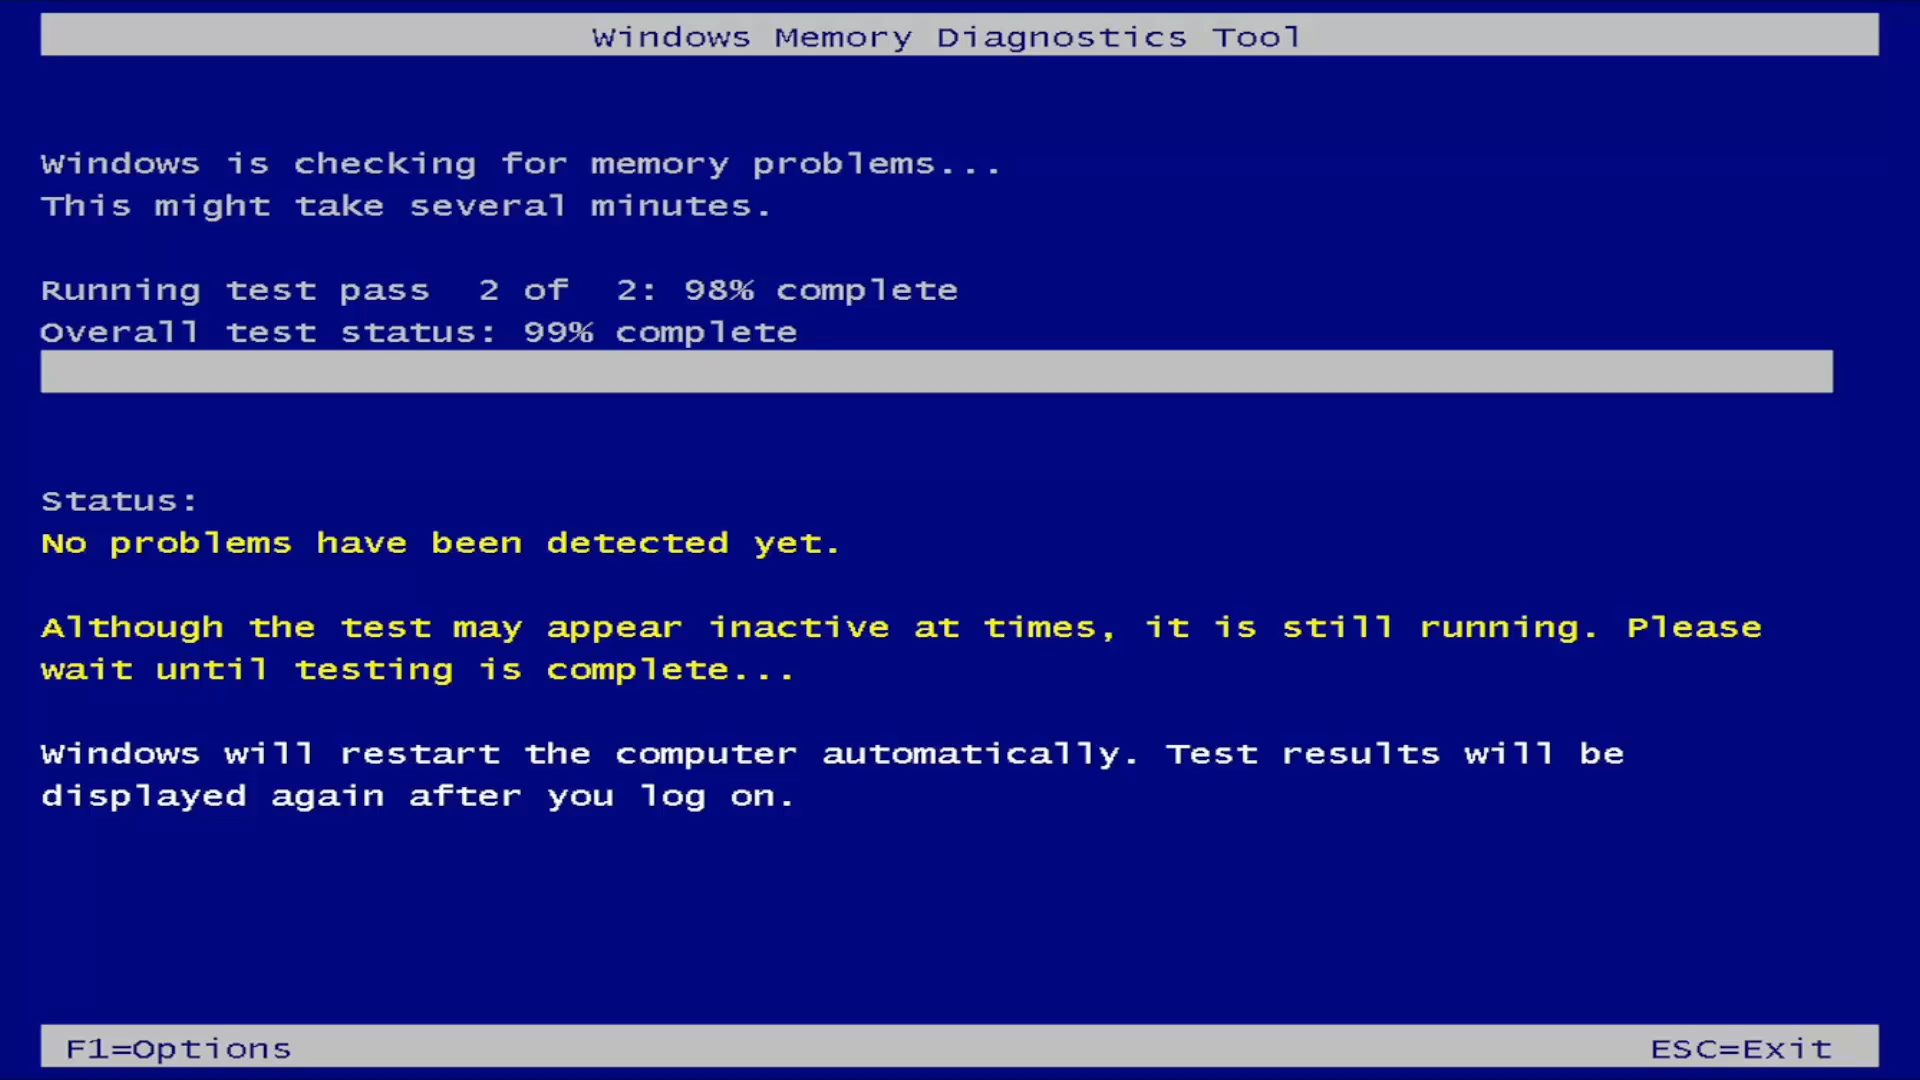 Windows Memory Diagnostics Tool
Windows is checking for memory problems...
This might take several minutes.
Running test pass  2 of  2: 98% complete
Overall test status: 99% complete
Status:
No problems have been detected yet.
Although the test may appear inactive at times, it is still running. Please
wait until testing is complete...
Windows will restart the computer automatically. Test results will be
displayed again after you log on.
F1=Options
ESC=Exit